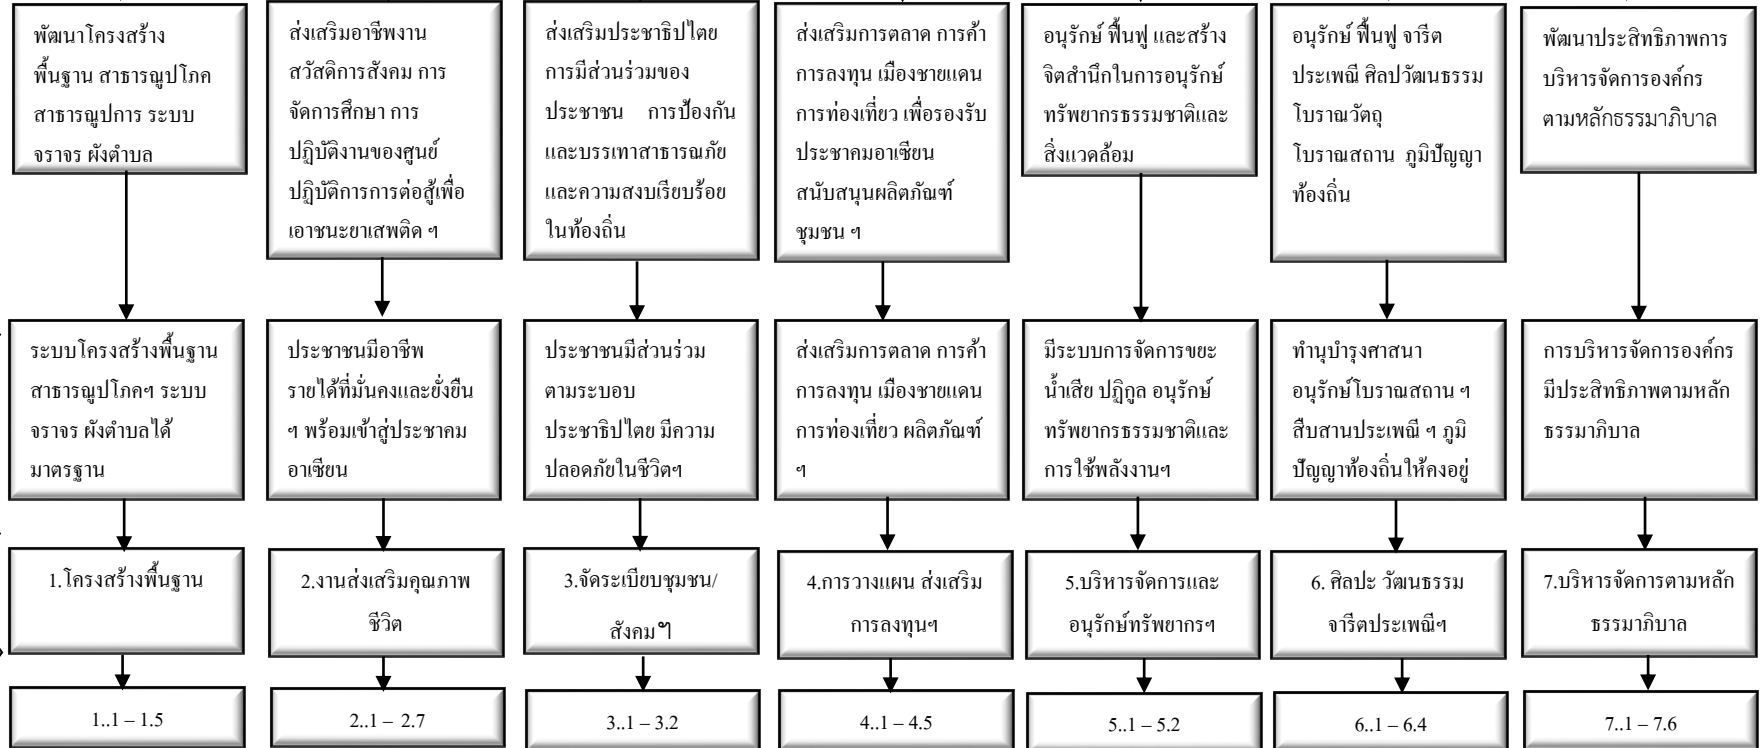 พัฒนาโครงสร้าง
พื้นฐาน สาธารณูปโภค
สาธารณูปการ ระบบ
จราจร ผังตำบล
ส่งเสริมอาชีพงาน
สวัสดิการสังคม การ
จัดการศึกษา การ
ปฏิบัติงานของศูนย์
ปฏิบัติการการต่อสู้เพื่อ
เอาชนะยาเสพติด ฯ
ส่งเสริมประชาธิปไตย
การมีส่วนร่วมของ
ประชาชน การป้องกัน
และบรรเทาสาธารณภัย
และความสงบเรียบร้อย
ในท้องถิ่น
ส่งเสริมการตลาด การค้า
การลงทุน เมืองชายแดน
การท่องเที่ยว เพื่อรองรับ
ประชาคมอาเซียน
สนับสนุนผลิตภัณฑ์
ชุมชน ฯ
อนุรักษ์ ฟื้นฟู และสร้าง
จิตสำนึกในการอนุรักษ์
ทรัพยากรธรรมชาติและ
สิ่งแวดล้อม
อนุรักษ์ ฟื้นฟู จารีต
ประเพณี ศิลปวัฒนธรรม
โบราณวัตถุ
โบราณสถาน ภูมิปัญญา
ท้องถิ่น
พัฒนาประสิทธิภาพการ
บริหารจัดการองค์กร
ตามหลักธรรมาภิบาล
ระบบโครงสร้างพื้นฐาน
สาธารณูปโภคฯ ระบบ
จราจร ผังตำบลได้
มาตรฐาน
ประชาชนมีอาชีพ
รายได้ที่มั่นคงและยั่งยืน
ฯ พร้อมเข้าสู่ประชาคม
อาเซียน
ประชาชนมีส่วนร่วม
ตามระบอบ
ประชาธิปไตย มีความ
ปลอดภัยในชีวิตฯ
ส่งเสริมการตลาด การค้า
การลงทุน เมืองชายแดน
การท่องเที่ยว ผลิตภัณฑ์
ฯ
มีระบบการจัดการขยะ
น้ำเสีย ปฏิกูล อนุรักษ์
ทรัพยากรธรรมชาติและ
การใช้พลังงานฯ
ทำนุบำรุงศาสนา
อนุรักษ์โบราณสถาน ฯ
สืบสานประเพณี ฯ ภูมิ
ปัญญาท้องถิ่นให้คงอยู่
การบริหารจัดการองค์กร
มีประสิทธิภาพตามหลัก
ธรรมาภิบาล
1.โครงสร้างพื้นฐาน
2.งานส่งเสริมคุณภาพ
ชีวิต
3.จัดระเบียบชุมชน/
สังคม ฯ
4.การวางแผน ส่งเสริม
การลงทุนฯ
5.บริหารจัดการและ
อนุรักษ์ทรัพยากรฯ
6. ศิลปะ วัฒนธรรม
จารีตประเพณีฯ
7.บริหารจัดการตามหลัก
ธรรมาภิบาล
1..1 – 1.5
2..1 – 2.7
3..1 – 3.2
4..1 – 4.5
5..1 – 5.2
6..1 – 6.4
7..1 – 7.6